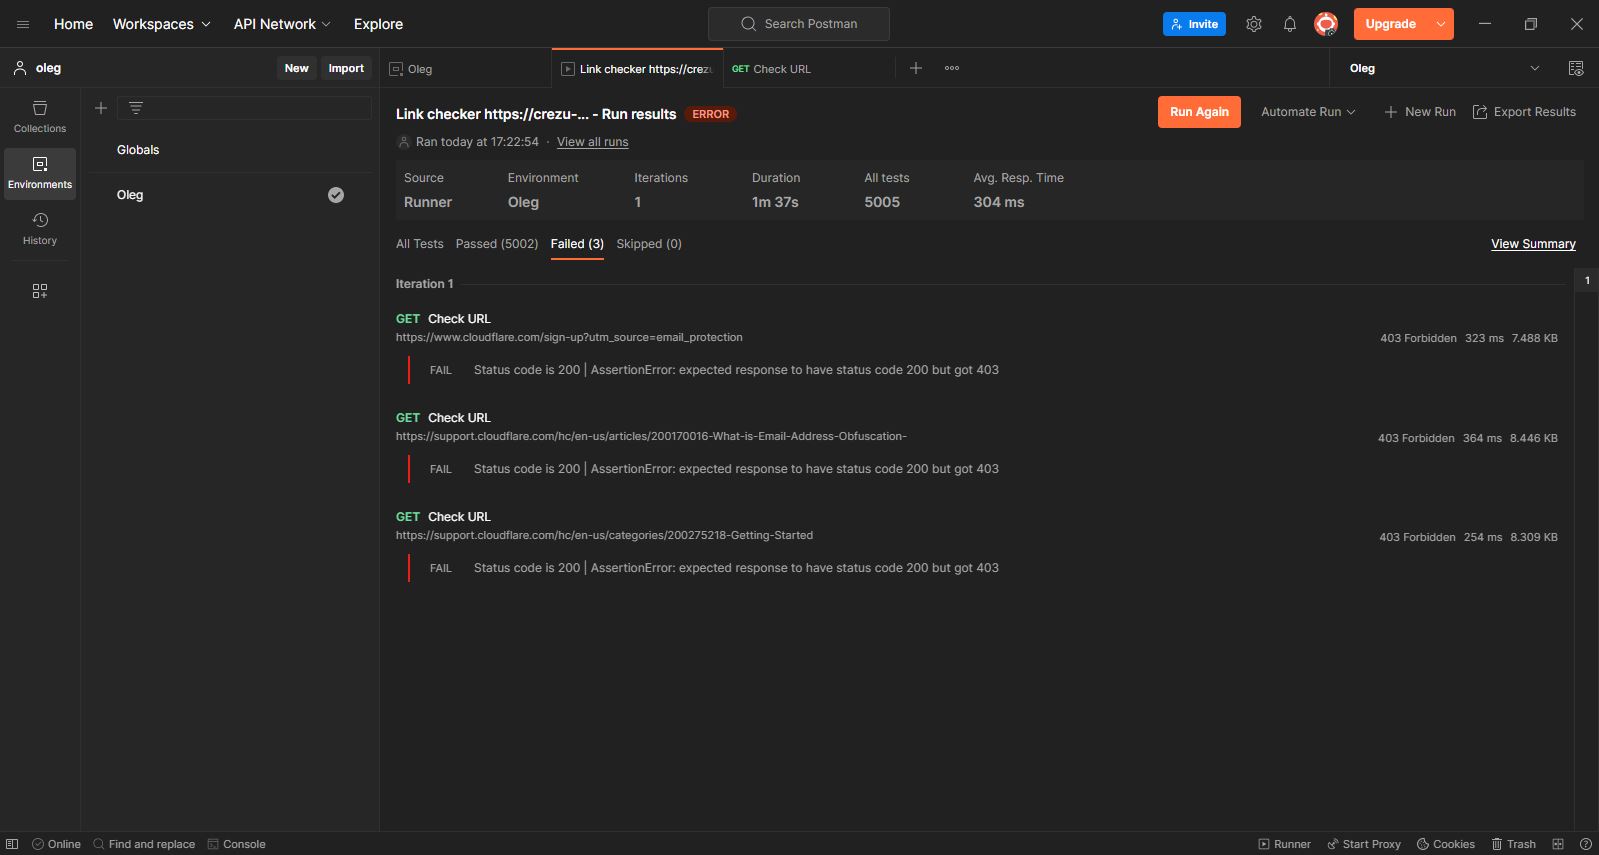 Home Workspaces API Network Explore Search Postman Invite Upgrade
oleg New Import Oleg Link checker https://crezu GET Check URL Oleg
Collections
Environments
History
Globals
Oleg
Link checker https://crezu-... - Run results ERROR Run Again Automate Run New Run Export Results
Ran today at 17:22:54 · View all runs
Source Environment Iterations Duration All tests Avg. Resp. Time
Runner Oleg 1 1m 37s 5005 304 ms
All Tests Passed (5002) Failed (3) Skipped (0) View Summary
Iteration 1 1
GET Check URL
https://www.cloudflare.com/sign-up?utm_source=email_protection 403 Forbidden 323 ms 7.488 KB
FAIL Status code is 200 | AssertionError: expected response to have status code 200 but got 403
GET Check URL
https://support.cloudflare.com/hc/en-us/articles/200170016-What-is-Email-Address-Obfuscation- 403 Forbidden 364 ms 8.446 KB
FAIL Status code is 200 | AssertionError: expected response to have status code 200 but got 403
GET Check URL
https://support.cloudflare.com/hc/en-us/categories/200275218-Getting-Started 403 Forbidden 254 ms 8.309 KB
FAIL Status code is 200 | AssertionError: expected response to have status code 200 but got 403
Online Find and replace Console Runner Start Proxy Cookies Trash